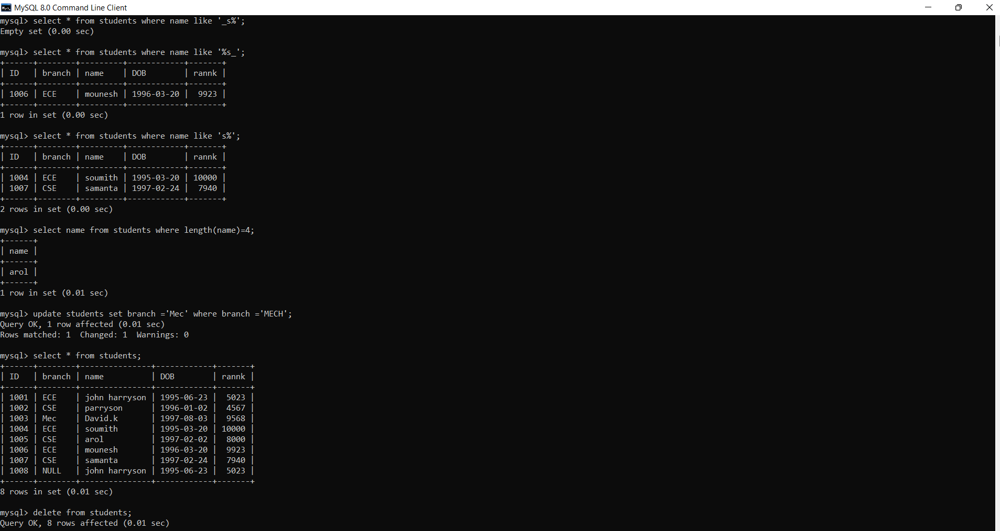 MySQL 8.0 Command Line Client
mysql> select * from students where name like '_s%';
Empty set (0.00 sec)
mysql> select * from students where name like '%s_';
+------+--------+---------+------------+-------+
| ID   | branch | name    | DOB        | rannk |
+------+--------+---------+------------+-------+
| 1006 | ECE    | mounesh | 1996-03-20 |  9923 |
+------+--------+---------+------------+-------+
1 row in set (0.00 sec)
mysql> select * from students where name like 's%';
+------+--------+---------+------------+-------+
| ID   | branch | name    | DOB        | rannk |
+------+--------+---------+------------+-------+
| 1004 | ECE    | soumith | 1995-03-20 | 10000 |
| 1007 | CSE    | samanta | 1997-02-24 |  7940 |
+------+--------+---------+------------+-------+
2 rows in set (0.00 sec)
mysql> select name from students where length(name)=4;
+------+
| name |
+------+
| arol |
+------+
1 row in set (0.01 sec)
mysql> update students set branch ='Mec' where branch ='MECH';
Query OK, 1 row affected (0.01 sec)
Rows matched: 1  Changed: 1  Warnings: 0
mysql> select * from students;
+------+--------+---------------+------------+-------+
| ID   | branch | name          | DOB        | rannk |
+------+--------+---------------+------------+-------+
| 1001 | ECE    | john harryson | 1995-06-23 |  5023 |
| 1002 | CSE    | parryson      | 1996-01-02 |  4567 |
| 1003 | Mec    | David.k       | 1997-08-03 |  9568 |
| 1004 | ECE    | soumith       | 1995-03-20 | 10000 |
| 1005 | CSE    | arol          | 1997-02-02 |  8000 |
| 1006 | ECE    | mounesh       | 1996-03-20 |  9923 |
| 1007 | CSE    | samanta       | 1997-02-24 |  7940 |
| 1008 | NULL   | john harryson | 1995-06-23 |  5023 |
+------+--------+---------------+------------+-------+
8 rows in set (0.01 sec)
mysql> delete from students;
Query OK, 8 rows affected (0.01 sec)